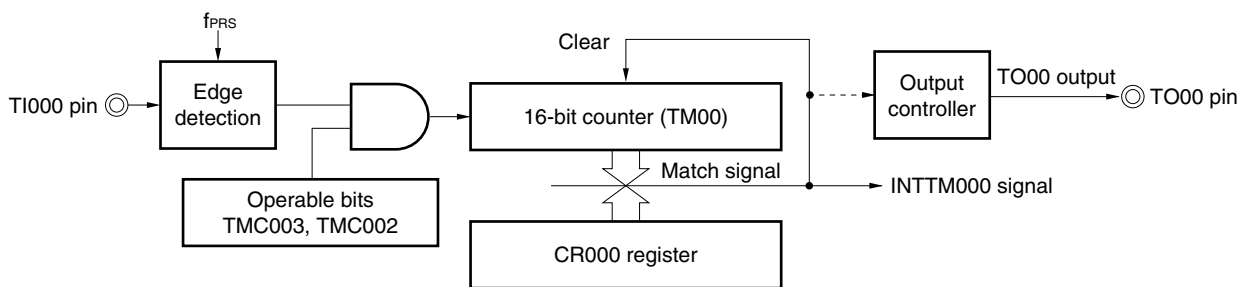 fPRS
Clear
TI000 pin
Edge
detection
16-bit counter (TM00)
Output
controller
TO00 output
TO00 pin
Match signal
INTTM000 signal
Operable bits
TMC003, TMC002
CR000 register